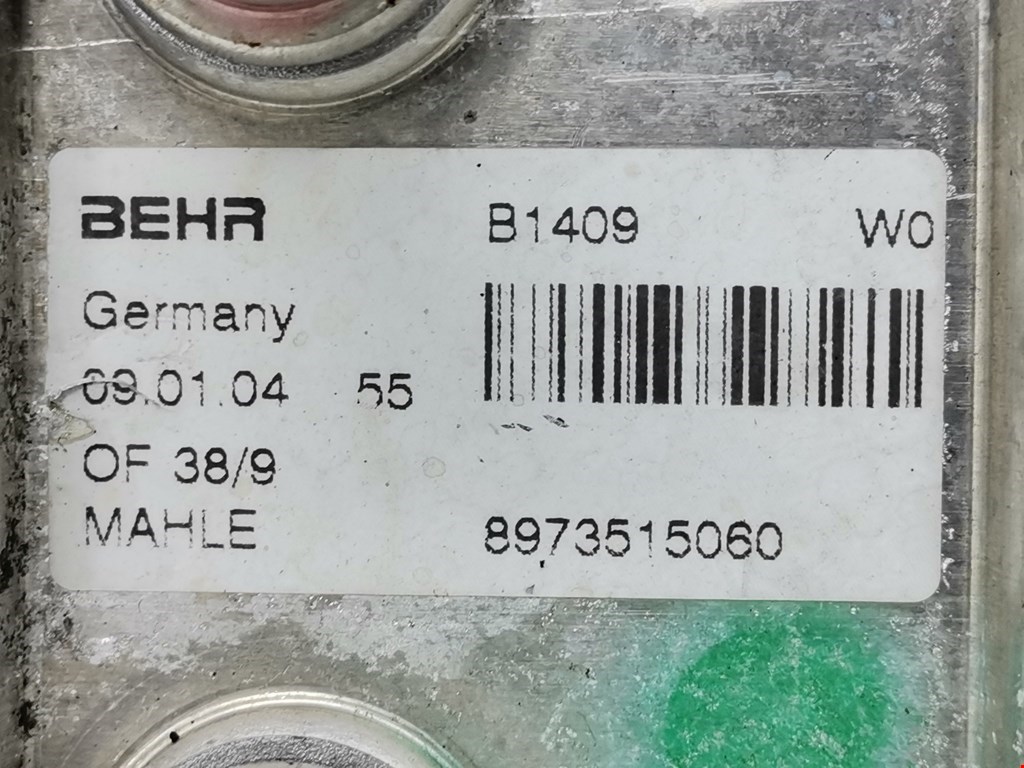 BEHR B1409 W0
Germany
09.01.04 55
OF 38/9
MAHLE 8973515060